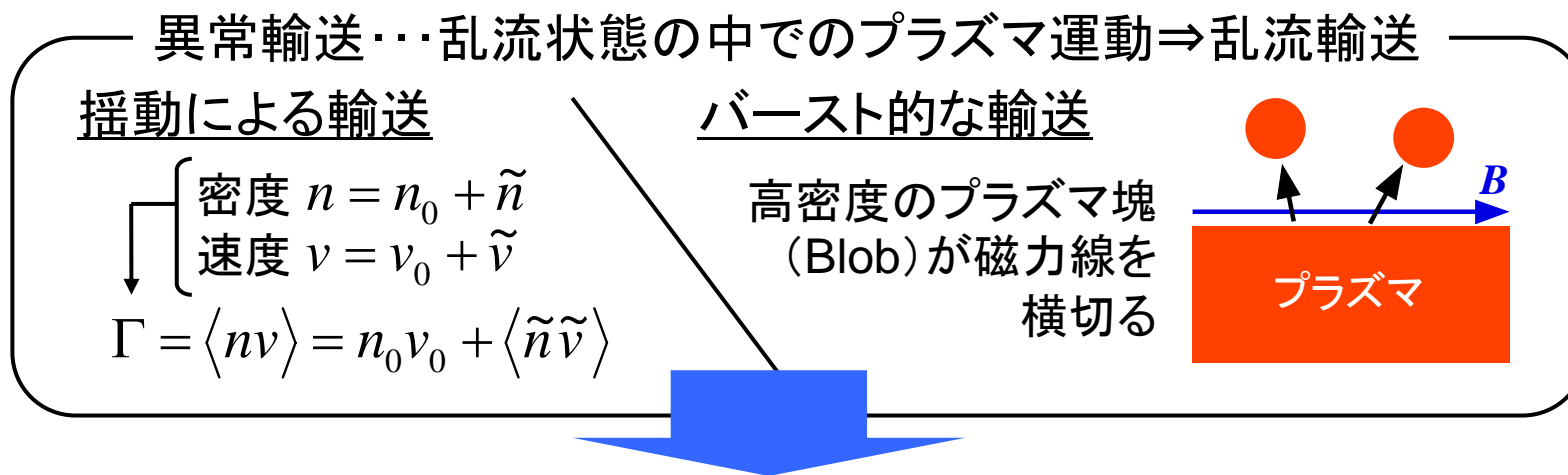 異常輸送･･･乱流状態の中でのプラズマ運動⇒乱流輸送
揺動による輸送
密度 n = n₀ + ñ
速度 v = v₀ + ṽ
Γ = ⟨nv⟩ = n₀v₀ + ⟨ñṽ⟩
バースト的な輸送
高密度のプラズマ塊
（Blob）が磁力線を
横切る
B
プラズマ